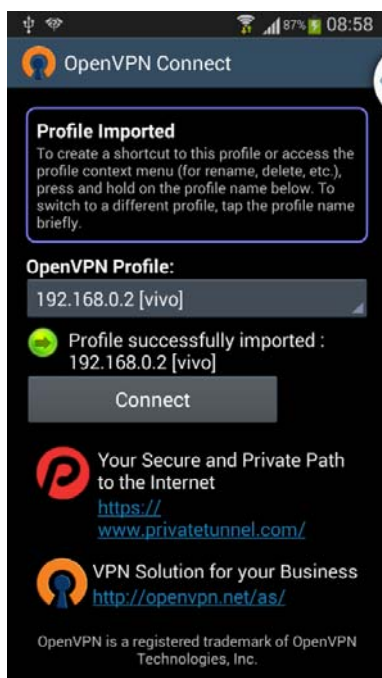 87% 08:58
OpenVPN Connect
Profile Imported
To create a shortcut to this profile or access the
profile context menu (for rename, delete, etc.),
press and hold on the profile name below. To
switch to a different profile, tap the profile name
briefly.
OpenVPN Profile:
192.168.0.2 [vivo]
Profile successfully imported :
192.168.0.2 [vivo]
Connect
Your Secure and Private Path
to the Internet
https://
www.privatetunnel.com/
VPN Solution for your Business
http://openvpn.net/as/
OpenVPN is a registered trademark of OpenVPN
Technologies, Inc.